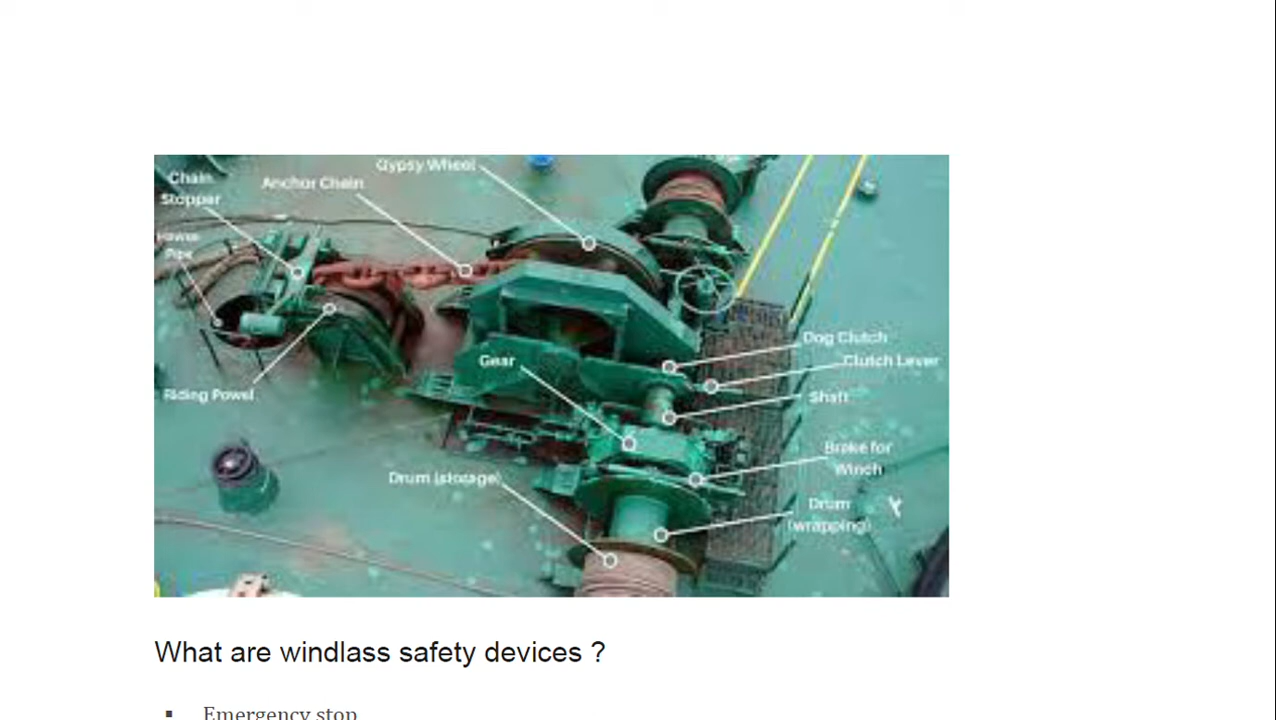 Gypsy Wheel
Chain
Stopper
Anchor Chain
Hawse
Pipe
Dog Clutch
Gear
Clutch Lever
Riding Powel
Shaft
Brake for
Winch
Drum (storage)
Drum
(wrapping)
What are windlass safety devices ?
Emergency stop